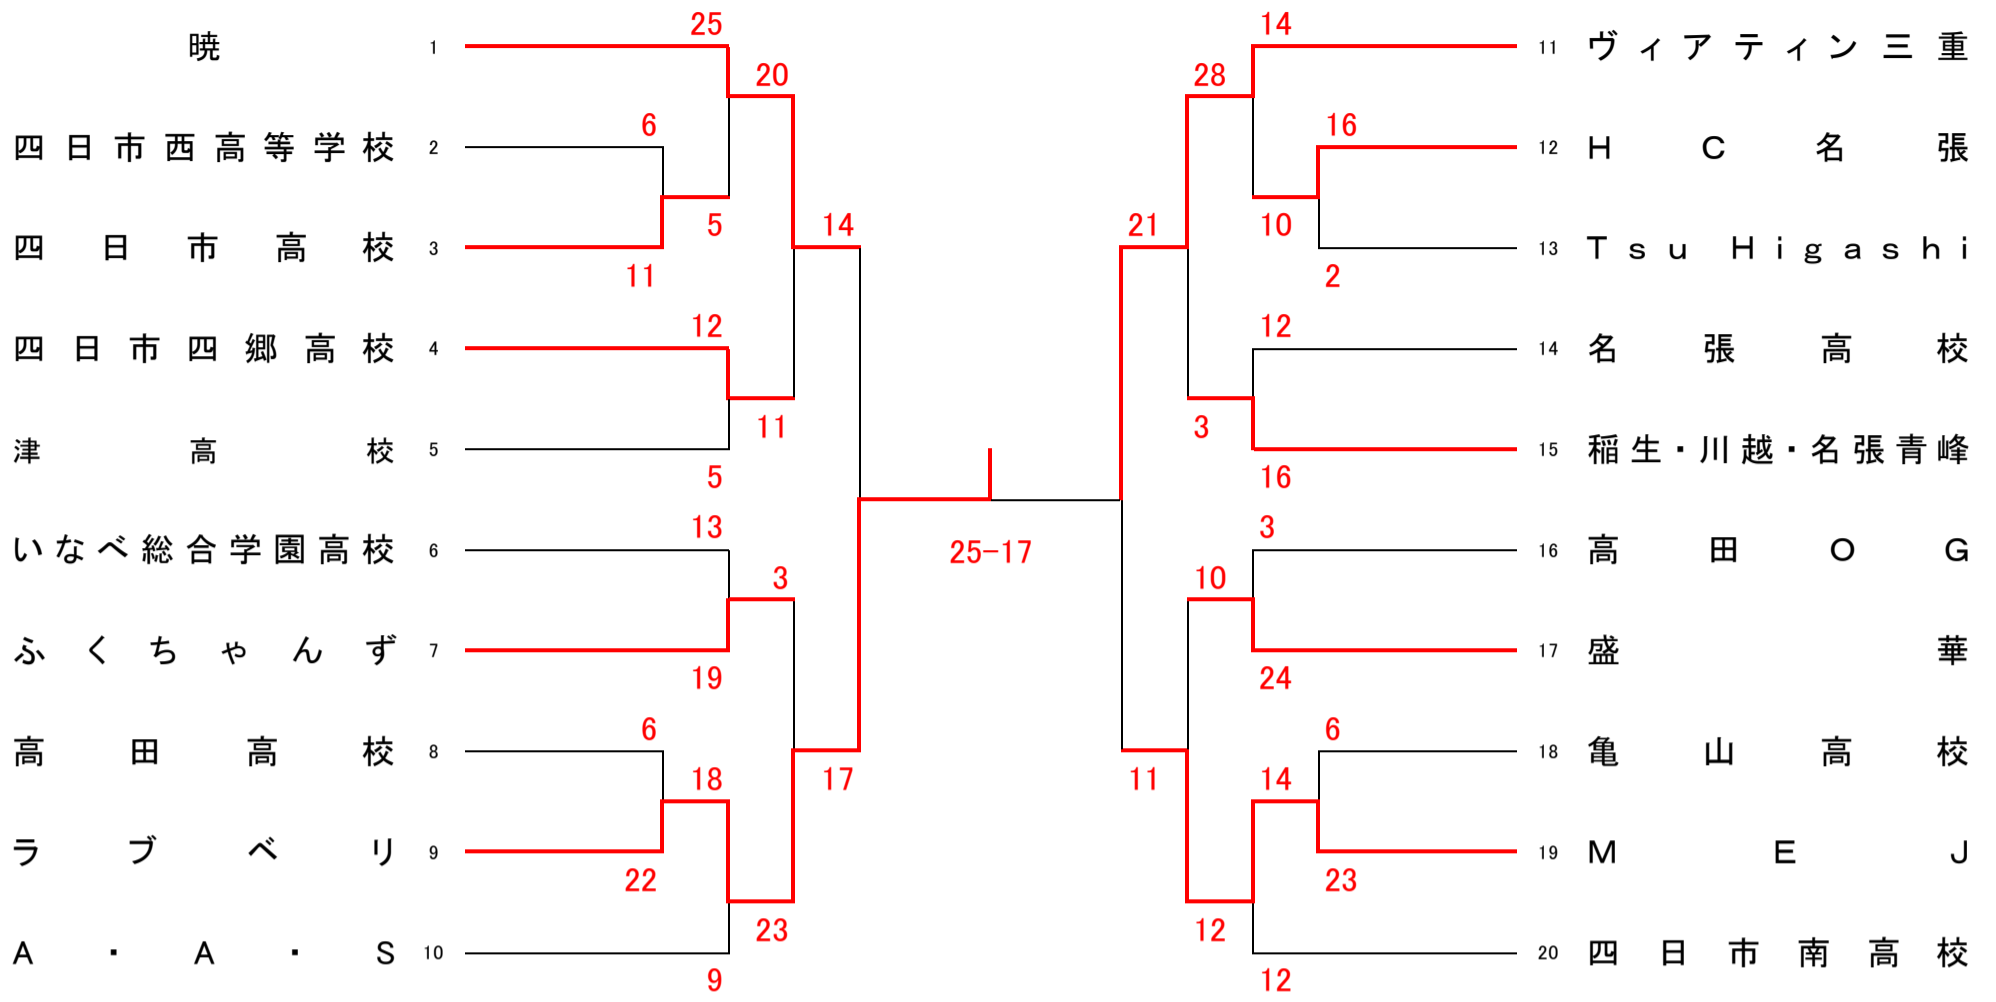 25 14
暁 1 11 ヴィアティン三重
20 28
6 16
四日市西高等学校 2 12 HC名張
5 14 21 10
四日市高校 3 13 Tsu Higashi
11 2
12 12
四日市四郷高校 4 14 名張高校
11 3
津高校 5 15 稲生・川越・名張青峰
5 16
13 3
いなべ総合学園高校 6 25-17 16 高田OG
3 10
ふくちゃんず 7 17 盛華
19 24
6 6
高田高校 8 18 亀山高校
18 17 11 14
ラブベリ 9 19 MEJ
22 23
23 12
A・A・S 10 20 四日市南高校
9 12